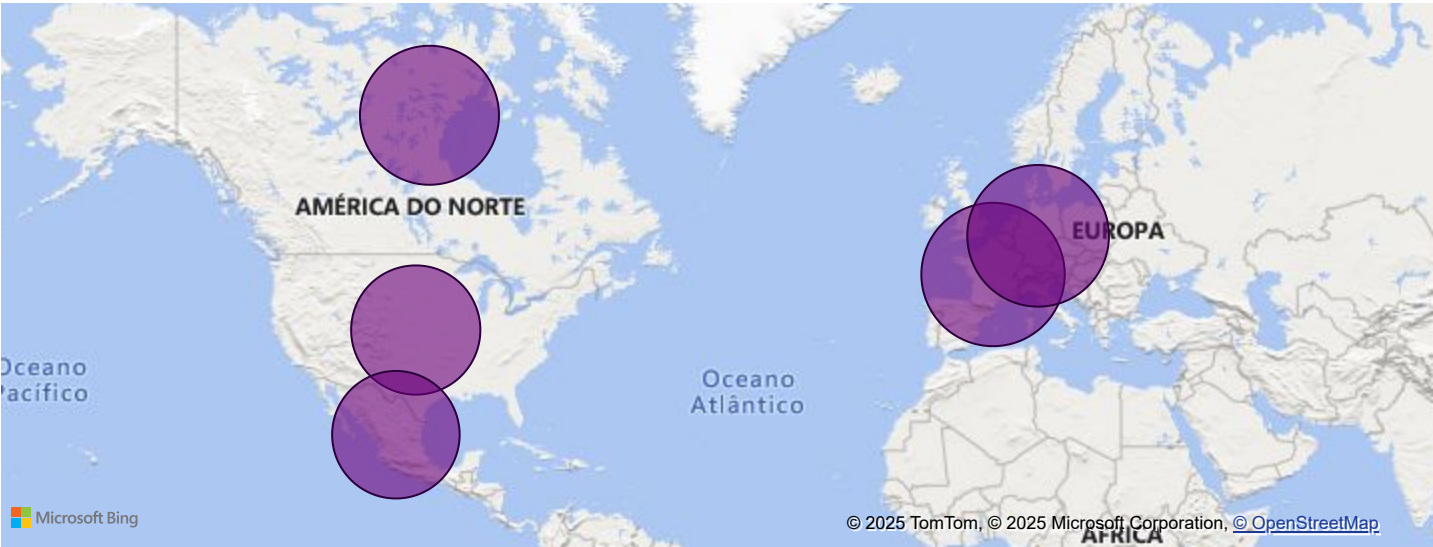 AMÉRICA DO NORTE
EUROPA
Oceano
Pacífico
Oceano
Atlântico
Microsoft Bing
© 2025 TomTom, © 2025 Microsoft Corporation, © OpenStreetMap
ÁFRICA